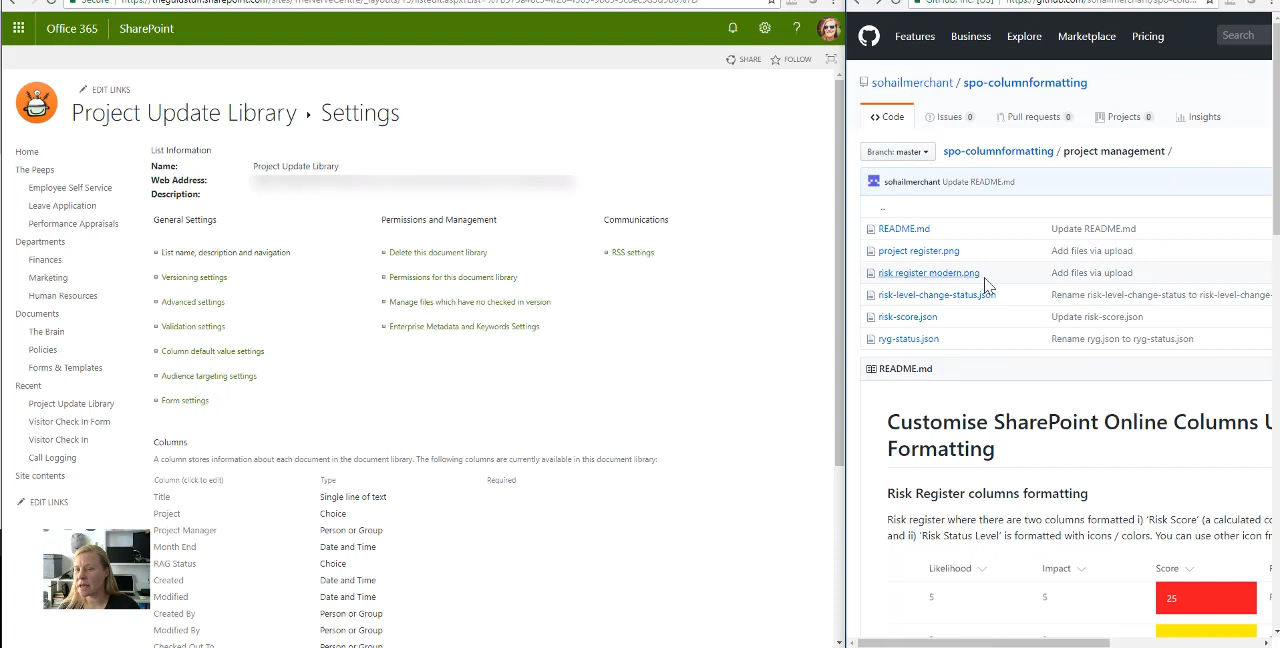 Office 365
SharePoint
?
SHARE
FOLLOW
EDIT LINKS
Project Update Library ▸ Settings
Home
The Peeps
Employee Self Service
Leave Application
Performance Appraisals
Departments
Finances
Marketing
Human Resources
Documents
The Brain
Policies
Forms & Templates
Recent
Project Update Library
Visitor Check In Form
Visitor Check In
Call Logging
Site contents
EDIT LINKS
List Information
Name: Project Update Library
Web Address:
Description:
General Settings
List name, description and navigation
Versioning settings
Advanced settings
Validation settings
Column default value settings
Audience targeting settings
Form settings
Permissions and Management
Delete this document library
Permissions for this document library
Manage files which have no checked in version
Enterprise Metadata and Keywords Settings
Communications
RSS settings
Columns
A column stores information about each document in the document library. The following columns are currently available in this document library:
Column (click to edit) Type Required
Title Single line of text
Project Choice
Project Manager Person or Group
Month End Date and Time
RAG Status Choice
Created Date and Time
Modified Date and Time
Created By Person or Group
Modified By Person or Group
Checked Out To Person or Group
Features Business Explore Marketplace Pricing
Search
sohailmerchant / spo-columnformatting
Code Issues 0 Pull requests 0 Projects 0 Insights
Branch: master
spo-columnformatting / project management /
sohailmerchant Update README.md
..
README.md Update README.md
project register.png Add files via upload
risk register modern.png Add files via upload
risk-level-change-status.json Rename risk-level-change-status to risk-level-change-
risk-score.json Update risk-score.json
ryg-status.json Rename ryg.json to ryg-status.json
README.md
Customise SharePoint Online Columns U
Formatting
Risk Register columns formatting
Risk register where there are two columns formatted i) 'Risk Score' (a calculated co
and ii) 'Risk Status Level' is formatted with icons / colors. You can use other icon fr
Likelihood Impact Score
5 5 25